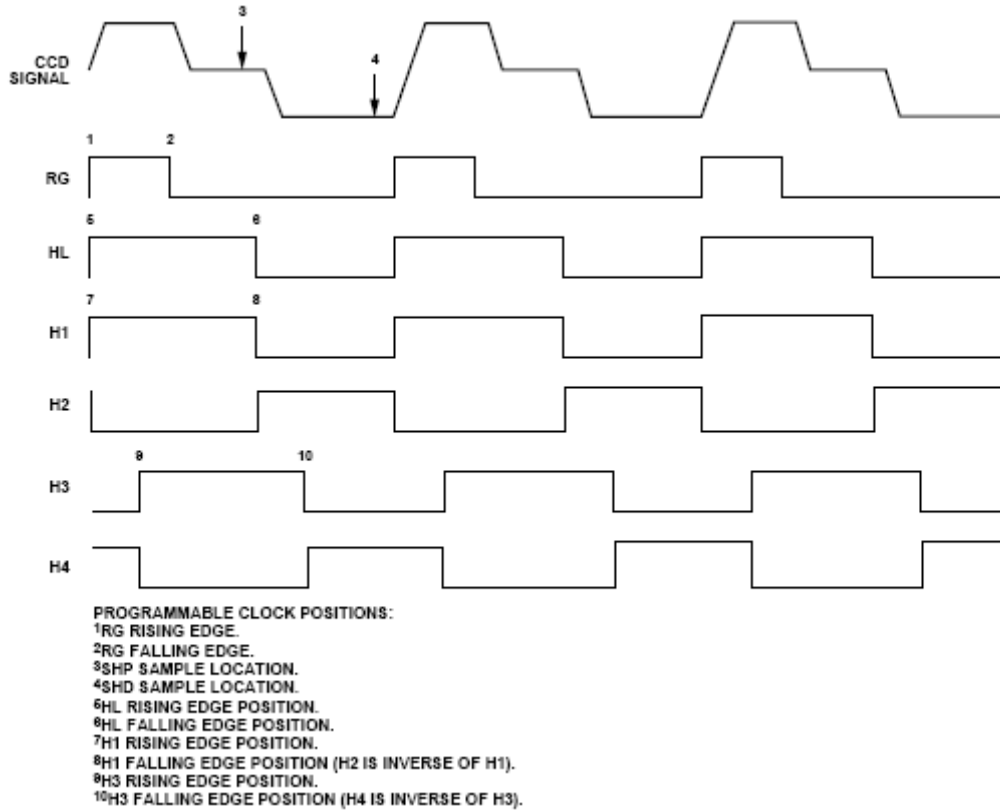 3
4
CCD
SIGNAL
1
2
RG
5
6
HL
7
8
H1
H2
9
10
H3
H4
PROGRAMMABLE CLOCK POSITIONS:
¹RG RISING EDGE.
²RG FALLING EDGE.
³SHP SAMPLE LOCATION.
⁴SHD SAMPLE LOCATION.
⁵HL RISING EDGE POSITION.
⁶HL FALLING EDGE POSITION.
⁷H1 RISING EDGE POSITION.
⁸H1 FALLING EDGE POSITION (H2 IS INVERSE OF H1).
⁹H3 RISING EDGE POSITION.
¹⁰H3 FALLING EDGE POSITION (H4 IS INVERSE OF H3).